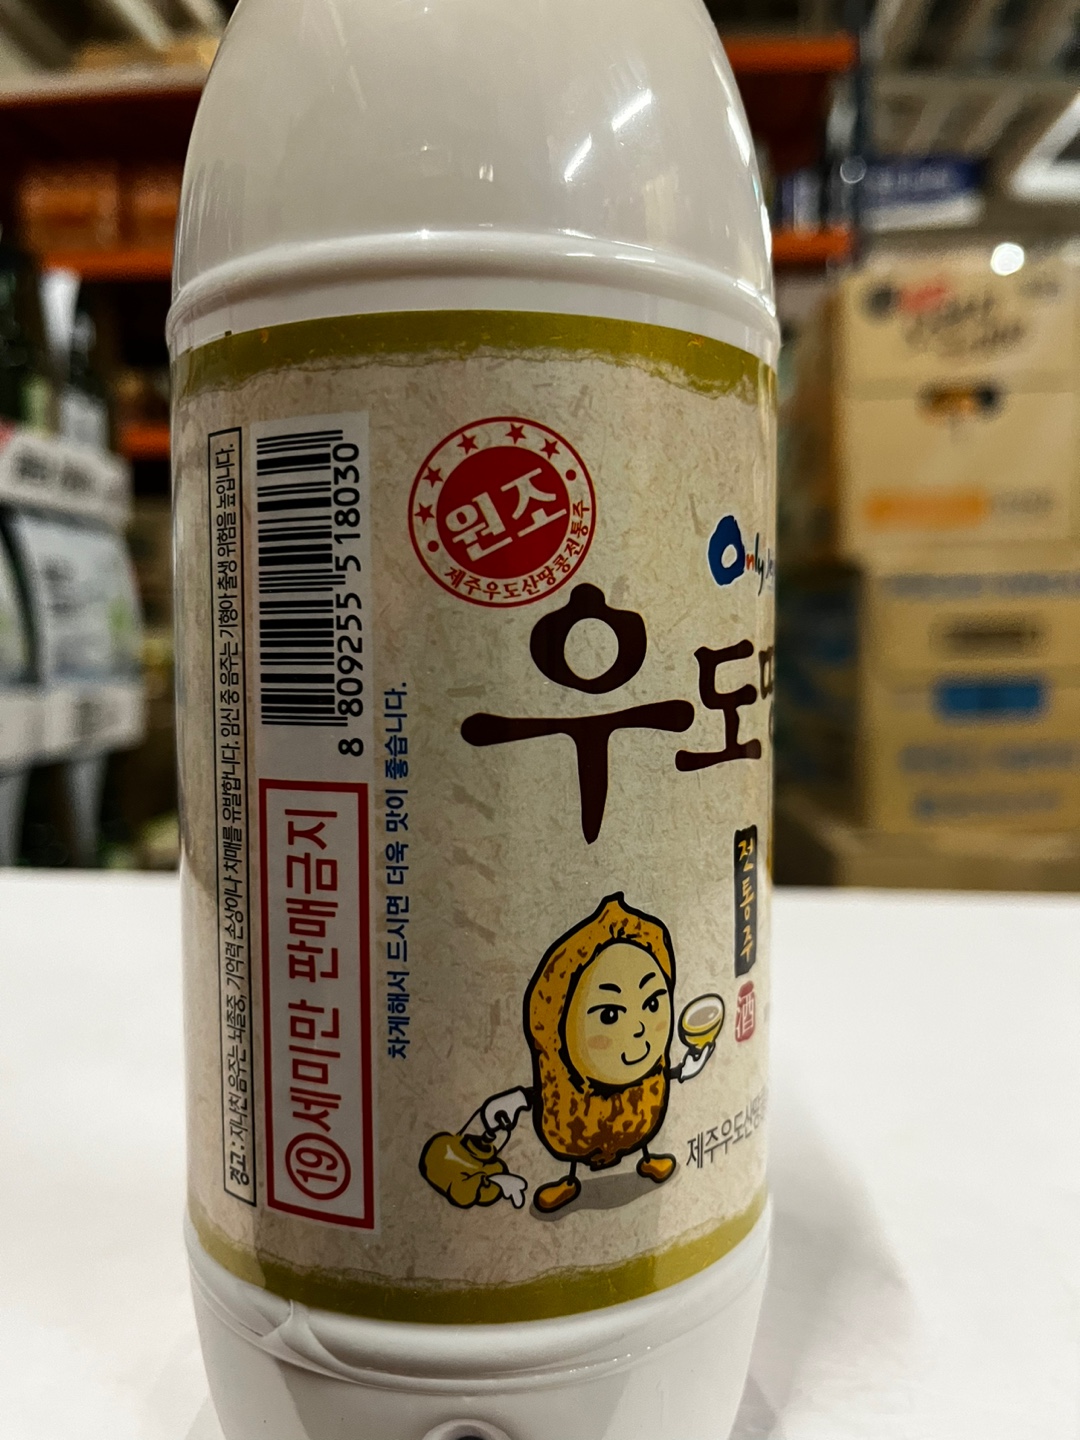 경고 : 지나친 음주는 뇌졸중, 기억력 손상이나 치매를 유발합니다. 임신 중 음주는 기형아 출생 위험을 높입니다.
8 809255 518030
19세미만 판매금지
차게해서 드시면 더욱 맛이 좋습니다.
원조
제주우도산땅콩전통주
Only
우도땅
전통주
酒
제주우도산땅